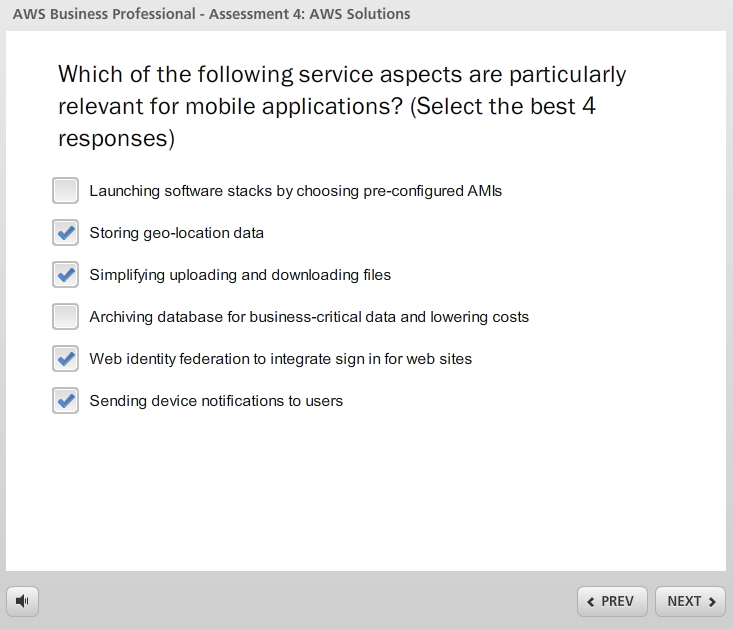 AWS Business Professional - Assessment 4: AWS Solutions
Which of the following service aspects are particularly
relevant for mobile applications? (Select the best 4
responses)
Launching software stacks by choosing pre-configured AMIs
Storing geo-location data
Simplifying uploading and downloading files
Archiving database for business-critical data and lowering costs
Web identity federation to integrate sign in for web sites
Sending device notifications to users
PREV NEXT